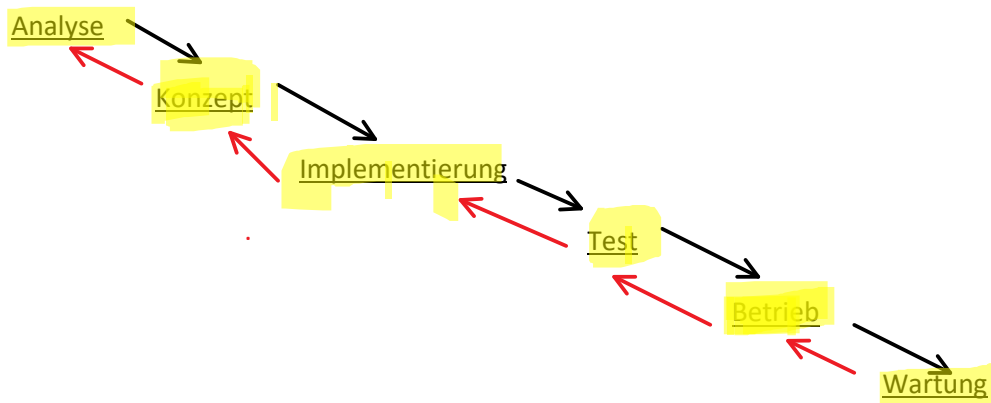 Analyse
Konzept
Implementierung
Test
Betrieb
Wartung